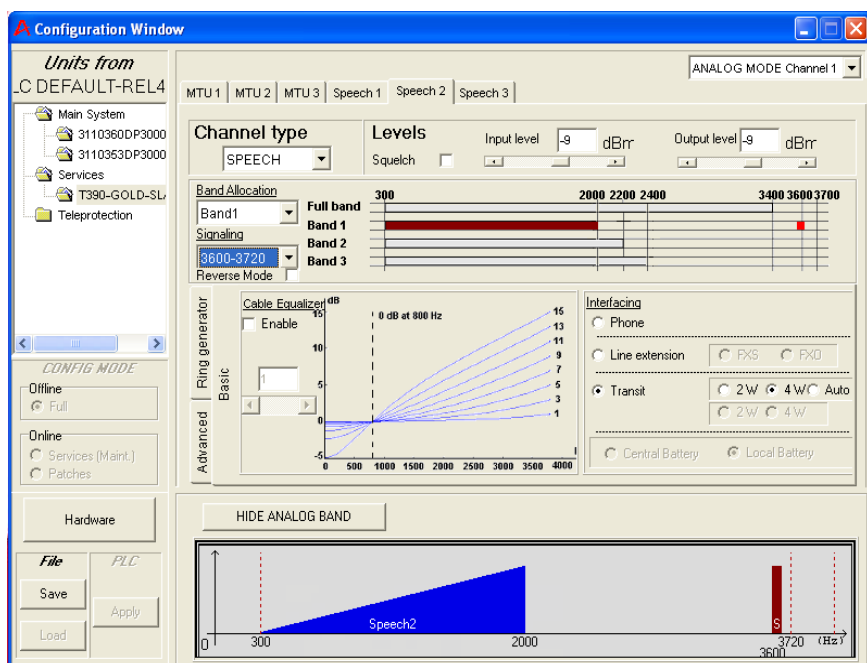 Configuration Window
Units from
_C DEFAULT-REL4
Main System
3110360DP3000
3110353DP3000
Services
T390-GOLD-SL
Teleprotection
CONFIG MODE
Offline
Full
Online
Services (Maint.)
Patches
Hardware
File
PLC
Save
Apply
Load
ANALOG MODE Channel 1
MTU 1
MTU 2
MTU 3
Speech 1
Speech 2
Speech 3
Channel type
SPEECH
Levels
Squelch
Input level
-9
dBm
Output level
-9
dBm
Band Allocation
Band1
Signaling
3600-3720
Reverse Mode
300 2000 2200 2400 3400 3600 3700
Full band
Band 1
Band 2
Band 3
Ring generator
Advanced
Basic
Cable Equalizer
Enable
1
dB
0 dB at 800 Hz
15
10
5
0
-5
15
13
11
9
7
5
3
1
0 500 1000 1500 2000 2500 3000 3500 4000
Interfacing
Phone
Line extension
FXS
FXO
Transit
2 W
4 W
Auto
2 W
4 W
Central Battery
Local Battery
HIDE ANALOG BAND
Speech2
S
0
300
2000
3720
(Hz)
3600